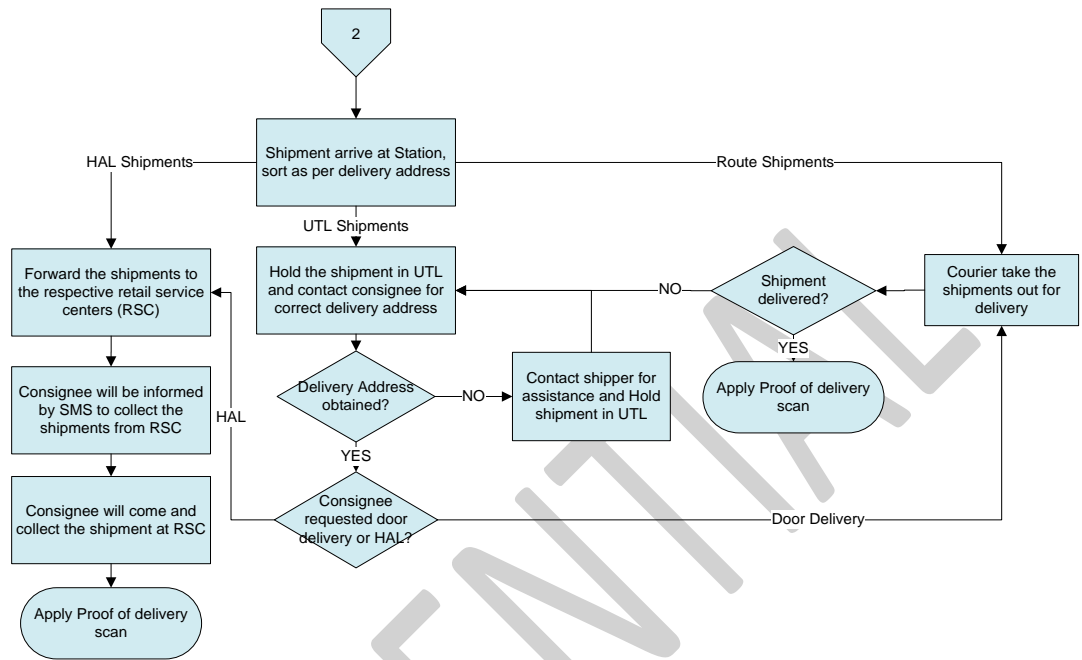 2
Shipment arrive at Station,
sort as per delivery address
HAL Shipments
Route Shipments
UTL Shipments
Forward the shipments to
the respective retail service
centers (RSC)
Hold the shipment in UTL
and contact consignee for
correct delivery address
NO
Shipment
delivered?
Courier take the
shipments out for
delivery
YES
Apply Proof of delivery
scan
Consignee will be informed
by SMS to collect the
shipments from RSC
HAL
Delivery Address
obtained?
NO
Contact shipper for
assistance and Hold
shipment in UTL
YES
Consignee will come and
collect the shipment at RSC
Consignee
requested door
delivery or HAL?
Door Delivery
Apply Proof of delivery
scan
ENTIAL